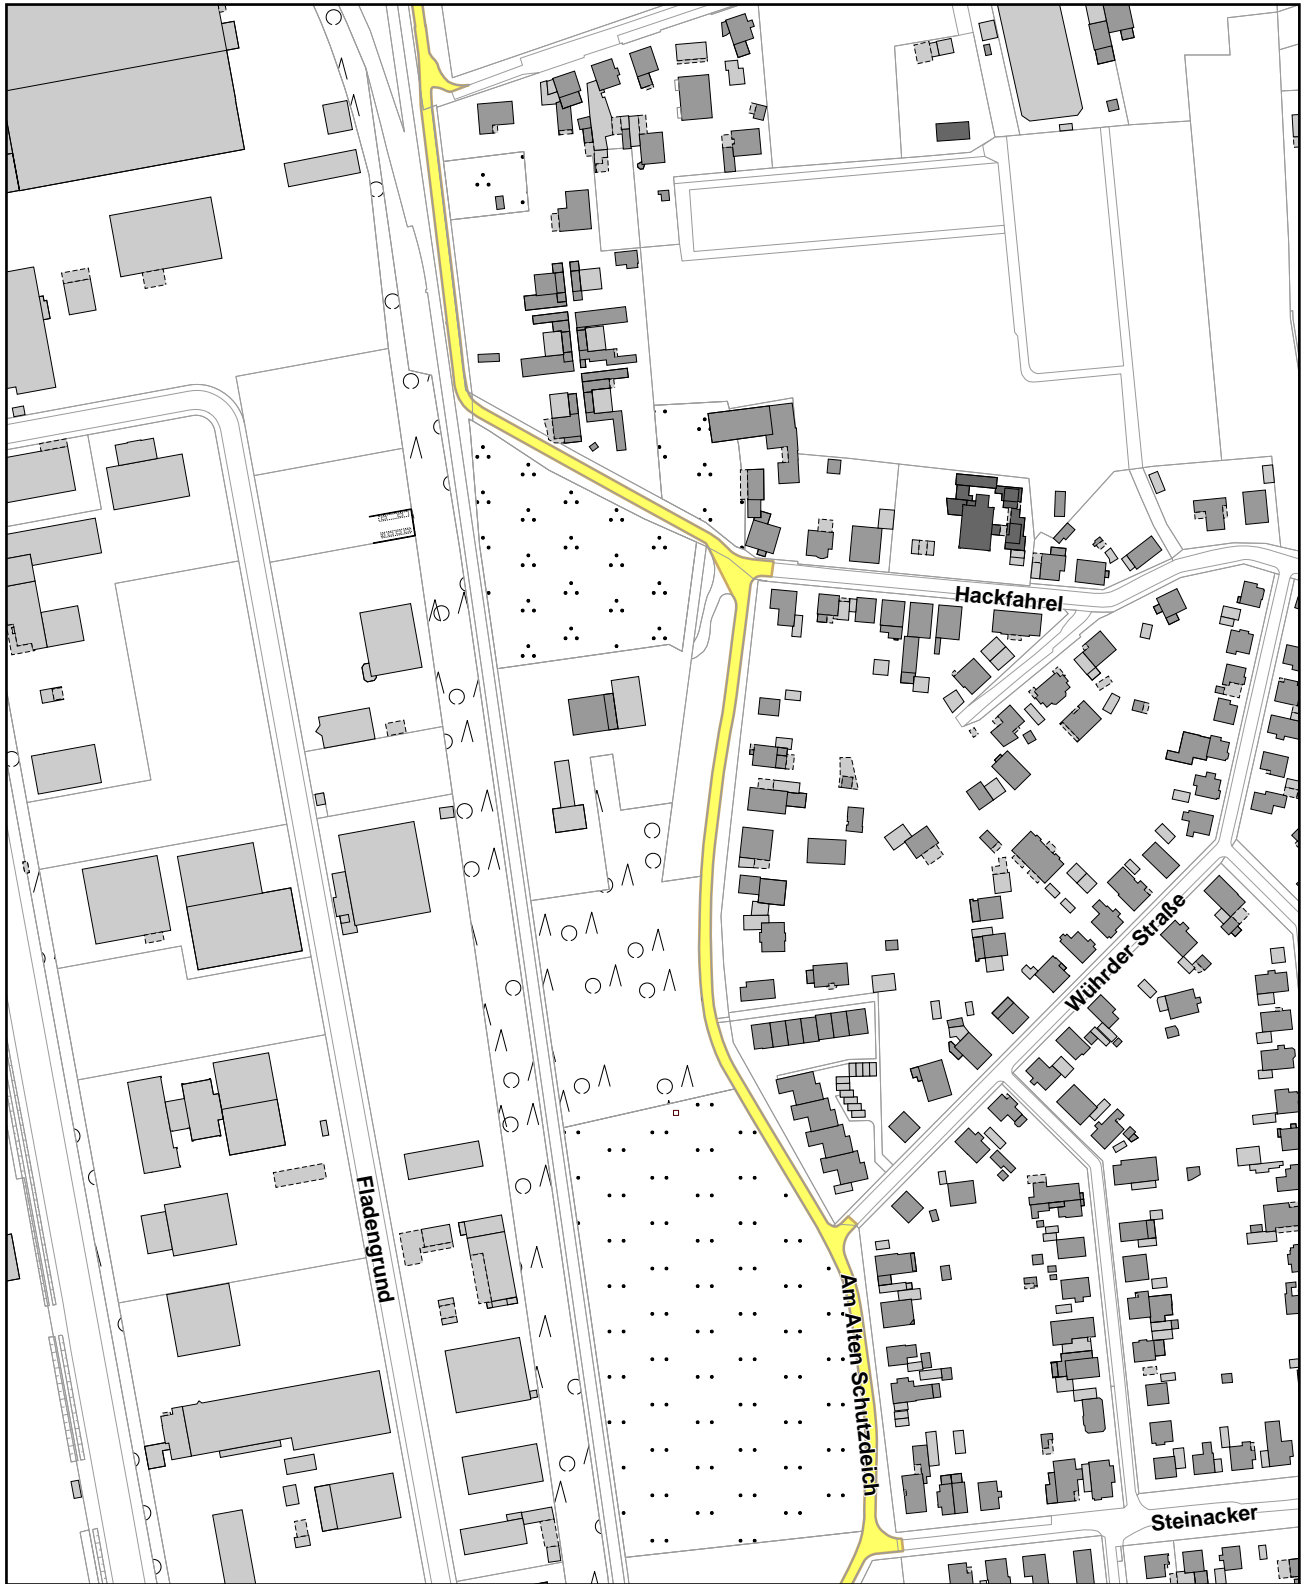 Hackfahrel
Wührder Straße
Fladengrund
Am Alten Schutzdeich
Steinacker